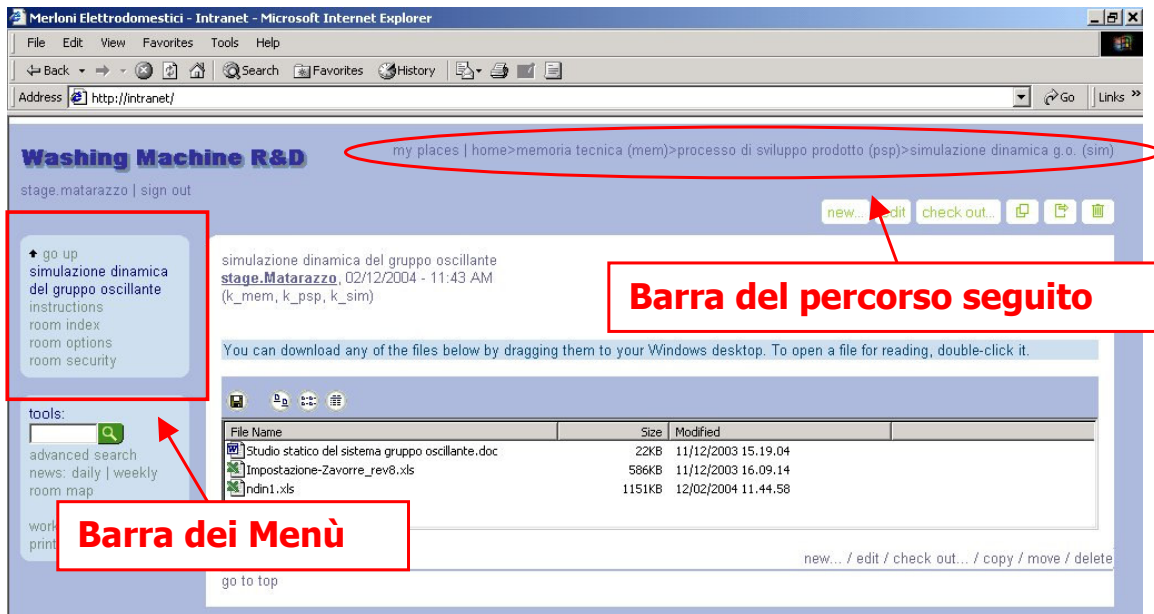 Merloni Elettrodomestici - Intranet - Microsoft Internet Explorer
File Edit View Favorites Tools Help
Back Search Favorites History
Address http://intranet/ Go Links »
Washing Machine R&D
my places | home>memoria tecnica (mem)>processo di sviluppo prodotto (psp)>simulazione dinamica g.o. (sim)
stage.matarazzo | sign out
new... edit check out...
go up
simulazione dinamica
del gruppo oscillante
instructions
room index
room options
room security
simulazione dinamica del gruppo oscillante
stage.Matarazzo, 02/12/2004 - 11:43 AM
(k_mem, k_psp, k_sim)
Barra del percorso seguito
You can download any of the files below by dragging them to your Windows desktop. To open a file for reading, double-click it.
tools:
advanced search
news: daily | weekly
room map
work
print
File Name Size Modified
Studio statico del sistema gruppo oscillante.doc 22KB 11/12/2003 15.19.04
Impostazione-Zavorre_rev8.xls 586KB 11/12/2003 16.09.14
ndin1.xls 1151KB 12/02/2004 11.44.58
Barra dei Menù
new... / edit / check out... / copy / move / delete
go to top